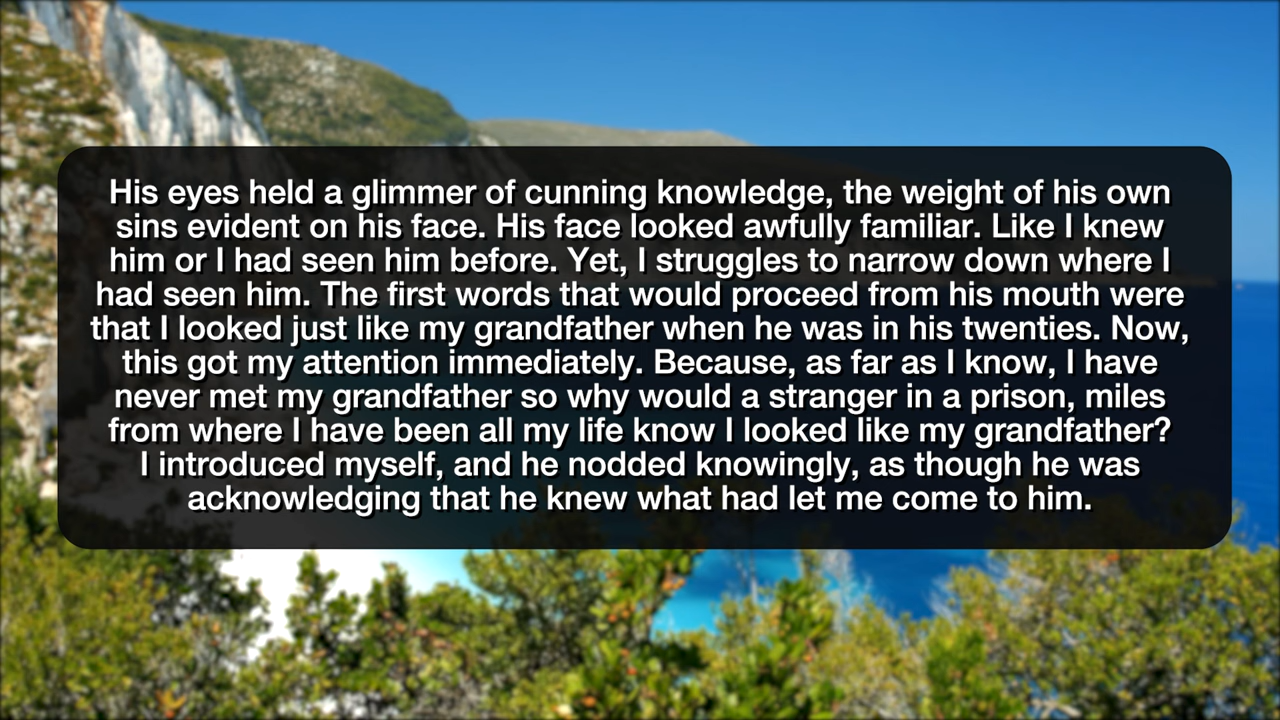 His eyes held a glimmer of cunning knowledge, the weight of his own
sins evident on his face. His face looked awfully familiar. Like I knew
him or I had seen him before. Yet, I struggles to narrow down where I
had seen him. The first words that would proceed from his mouth were
that I looked just like my grandfather when he was in his twenties. Now,
this got my attention immediately. Because, as far as I know, I have
never met my grandfather so why would a stranger in a prison, miles
from where I have been all my life know I looked like my grandfather?
I introduced myself, and he nodded knowingly, as though he was
acknowledging that he knew what had let me come to him.